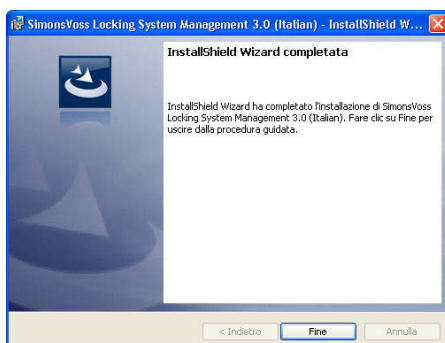 SimonsVoss Locking System Management 3.0 (Italian) - InstallShield W...
InstallShield Wizard completata
InstallShield Wizard ha completato l'installazione di SimonsVoss
Locking System Management 3.0 (Italian). Fare clic su Fine per
uscire dalla procedura guidata.
< Indietro Fine Annulla